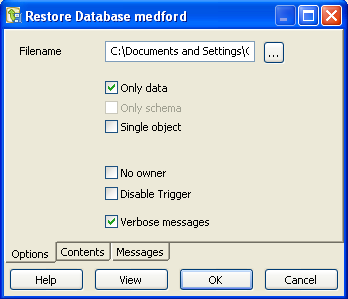 Restore Database medford
Filename C:\Documents and Settings\ ...
Only data
Only schema
Single object
No owner
Disable Trigger
Verbose messages
Options Contents Messages
Help View OK Cancel